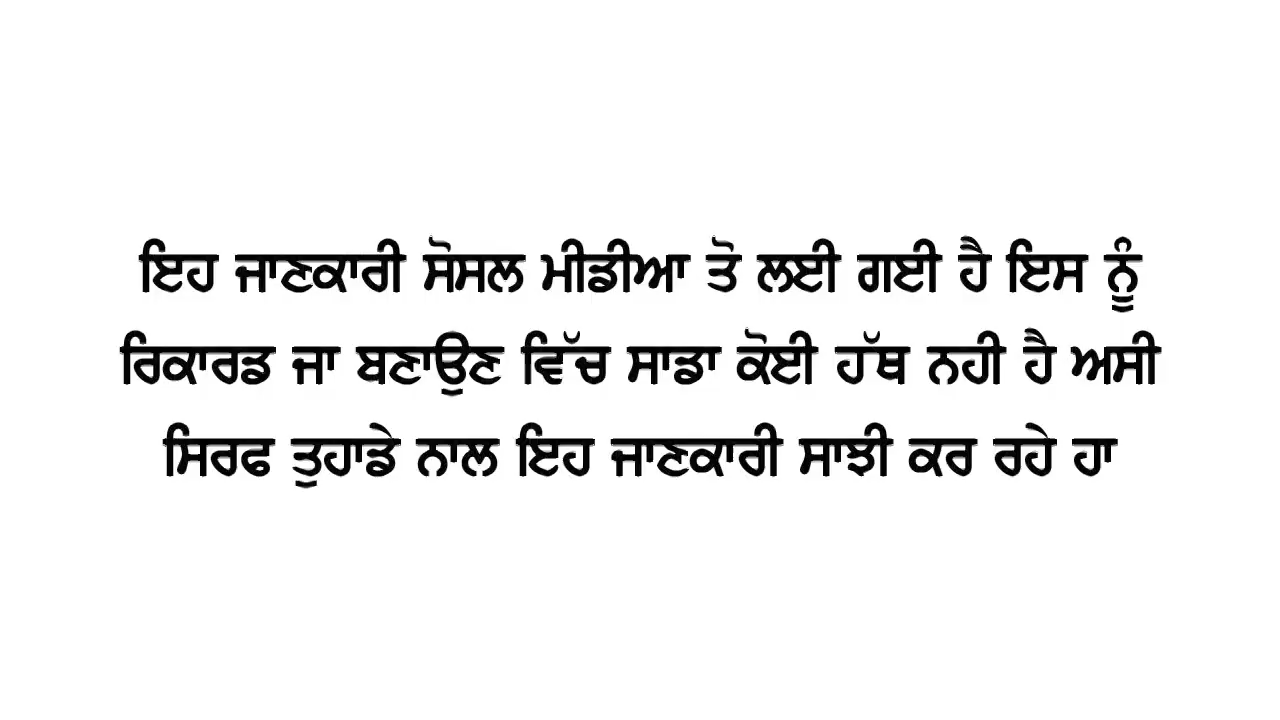 ਇਹ ਜਾਣਕਾਰੀ ਸੋਸਲ ਮੀਡੀਆ ਤੋ ਲਈ ਗਈ ਹੈ ਇਸ ਨੂੰ
ਰਿਕਾਰਡ ਜਾ ਬਣਾਉਣ ਵਿੱਚ ਸਾਡਾ ਕੋਈ ਹੱਥ ਨਹੀ ਹੈ ਅਸੀ
ਸਿਰਫ ਤੁਹਾਡੇ ਨਾਲ ਇਹ ਜਾਣਕਾਰੀ ਸਾਝੀ ਕਰ ਰਹੇ ਹਾ